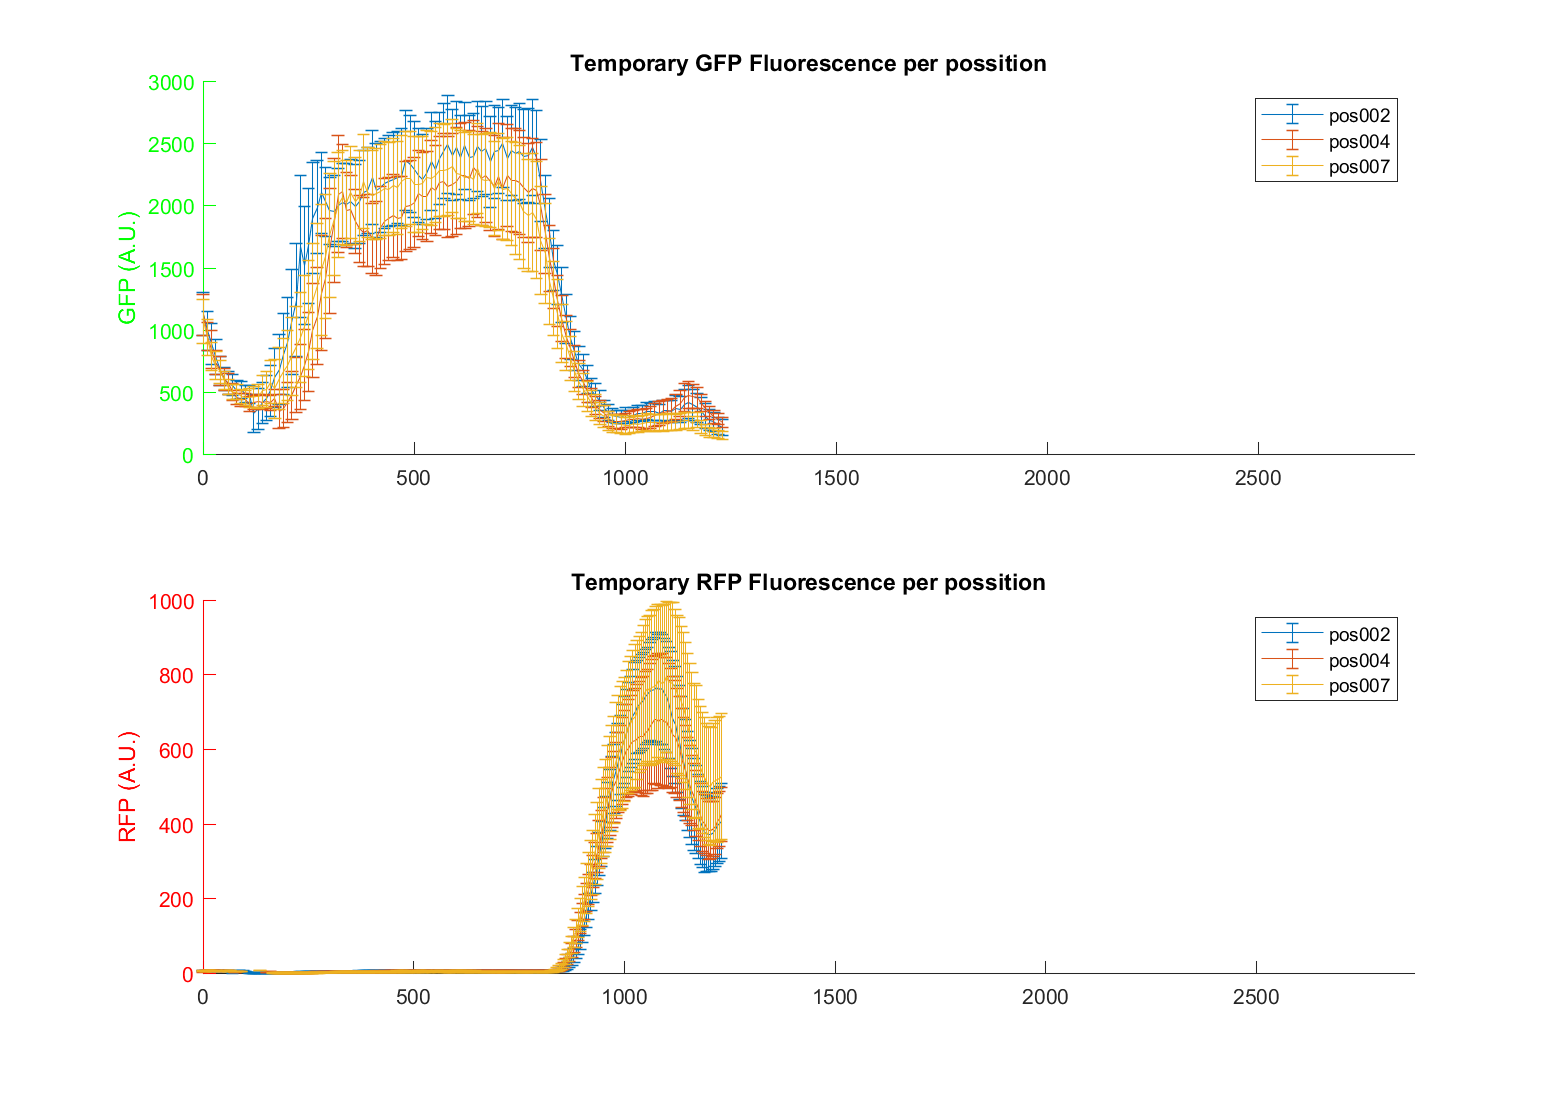 Temporary GFP Fluorescence per possition
3000
2500
2000
1500
1000
500
0
GFP (A.U.)
0 500 1000 1500 2000 2500
pos002
pos004
pos007
Temporary RFP Fluorescence per possition
1000
800
600
400
200
0
RFP (A.U.)
0 500 1000 1500 2000 2500
pos002
pos004
pos007